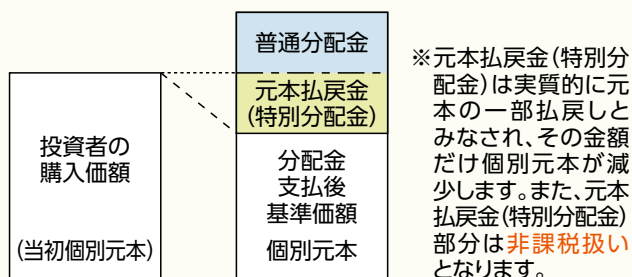 普通分配金
元本払戻金
(特別分配金)
投資者の
購入価額
(当初個別元本)
分配金
支払後
基準価額
個別元本
※元本払戻金(特別分
配金)は実質的に元
本の一部払戻しと
みなされ、その金額
だけ個別元本が減
少します。また、元本
払戻金(特別分配金)
部分は非課税扱い
となります。